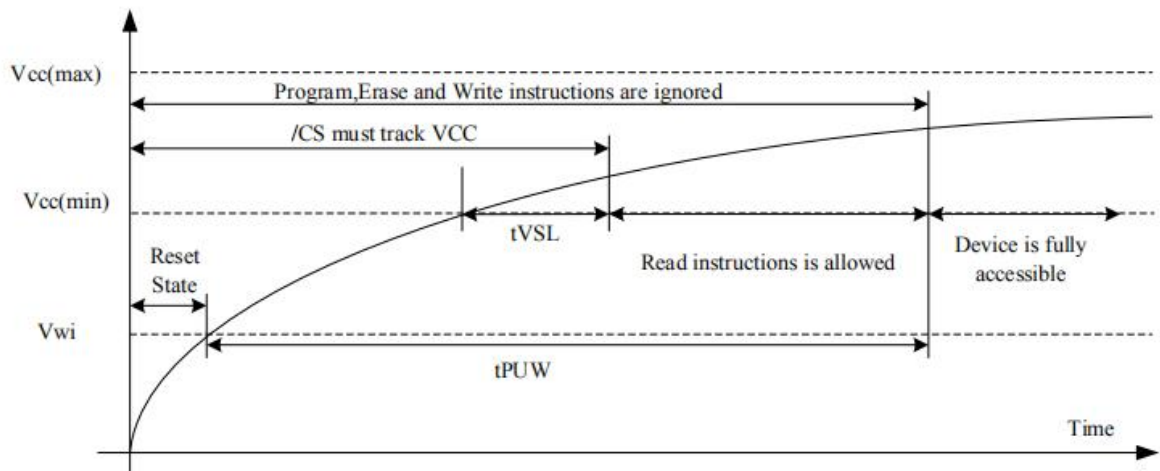 Vcc(max)
Program,Erase and Write instructions are ignored
/CS must track VCC
Vcc(min)
tVSL
Reset
State
Read instructions is allowed
Device is fully
accessible
Vwi
tPUW
Time